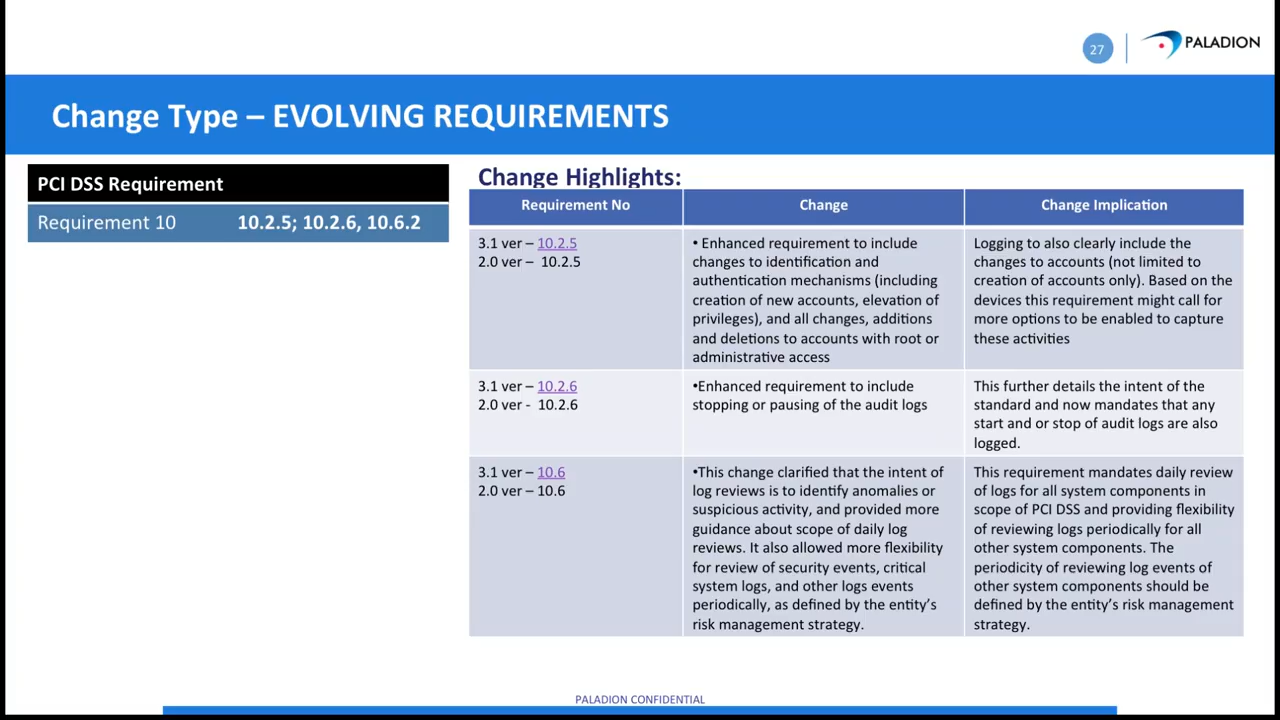 27
PALADION
Change Type – EVOLVING REQUIREMENTS
PCI DSS Requirement
Requirement 10 10.2.5; 10.2.6, 10.6.2
Change Highlights:
Requirement No
Change
Change Implication
3.1 ver – 10.2.5
2.0 ver – 10.2.5
• Enhanced requirement to include
changes to identification and
authentication mechanisms (including
creation of new accounts, elevation of
privileges), and all changes, additions
and deletions to accounts with root or
administrative access
Logging to also clearly include the
changes to accounts (not limited to
creation of accounts only). Based on the
devices this requirement might call for
more options to be enabled to capture
these activities
3.1 ver – 10.2.6
2.0 ver - 10.2.6
•Enhanced requirement to include
stopping or pausing of the audit logs
This further details the intent of the
standard and now mandates that any
start and or stop of audit logs are also
logged.
3.1 ver – 10.6
2.0 ver – 10.6
•This change clarified that the intent of
log reviews is to identify anomalies or
suspicious activity, and provided more
guidance about scope of daily log
reviews. It also allowed more flexibility
for review of security events, critical
system logs, and other logs events
periodically, as defined by the entity's
risk management strategy.
This requirement mandates daily review
of logs for all system components in
scope of PCI DSS and providing flexibility
of reviewing logs periodically for all
other system components. The
periodicity of reviewing log events of
other system components should be
defined by the entity's risk management
strategy.
PALADION CONFIDENTIAL